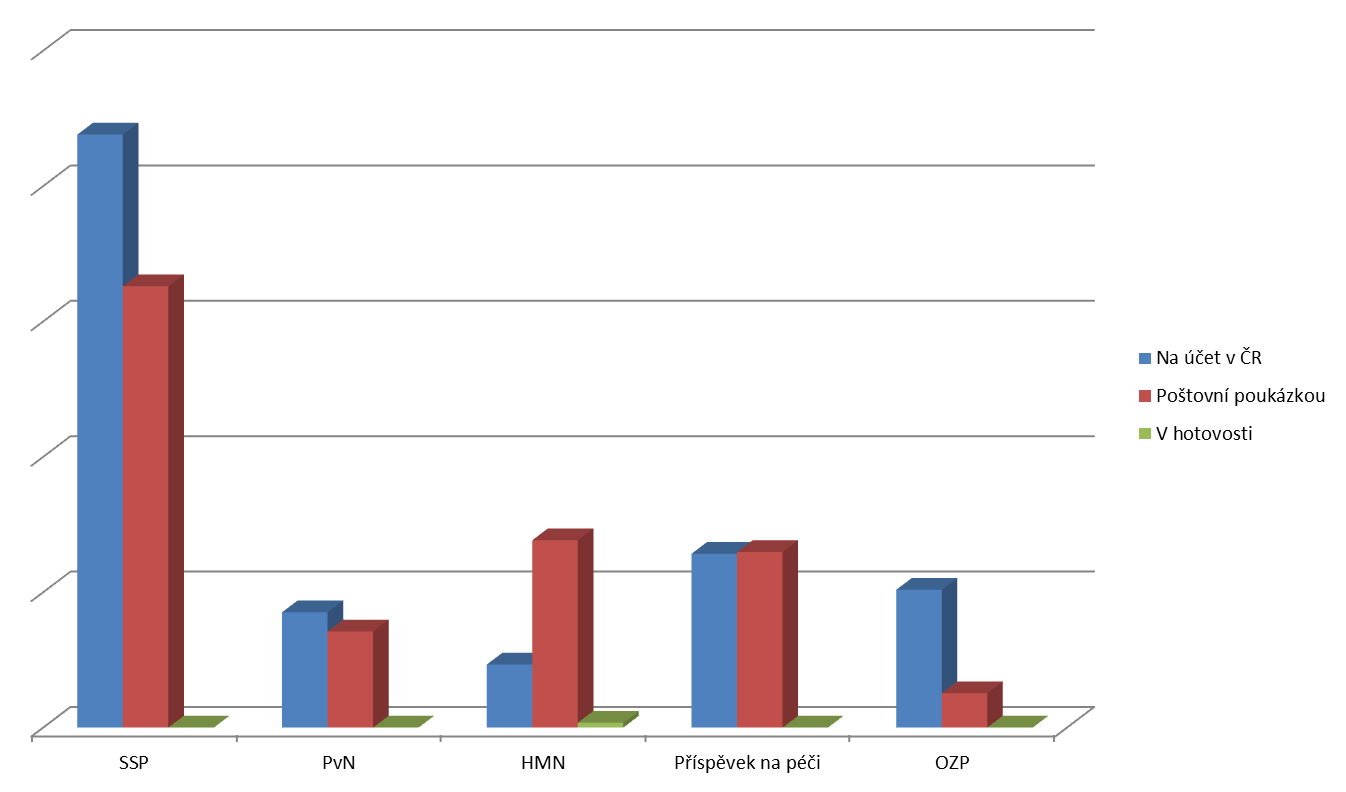 Na účet v ČR
Poštovní poukázkou
V hotovosti
SSP
PvN
HMN
Příspěvek na péči
OZP